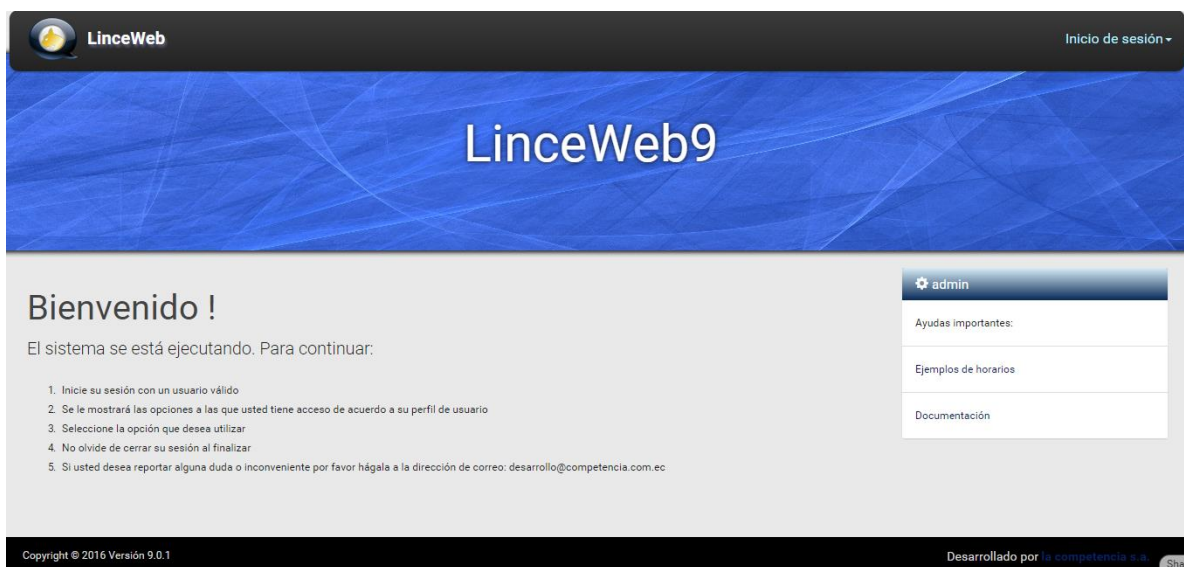 LinceWeb
Inicio de sesión
LinceWeb9
Bienvenido !
El sistema se está ejecutando. Para continuar:
1. Inicie su sesión con un usuario válido
2. Se le mostrará las opciones a las que usted tiene acceso de acuerdo a su perfil de usuario
3. Seleccione la opción que desea utilizar
4. No olvide de cerrar su sesión al finalizar
5. Si usted desea reportar alguna duda o inconveniente por favor hágala a la dirección de correo: desarrollo@competencia.com.ec
admin
Ayudas importantes:
Ejemplos de horarios
Documentación
Copyright © 2016 Versión 9.0.1
Desarrollado por la competencia s.a.
Sha